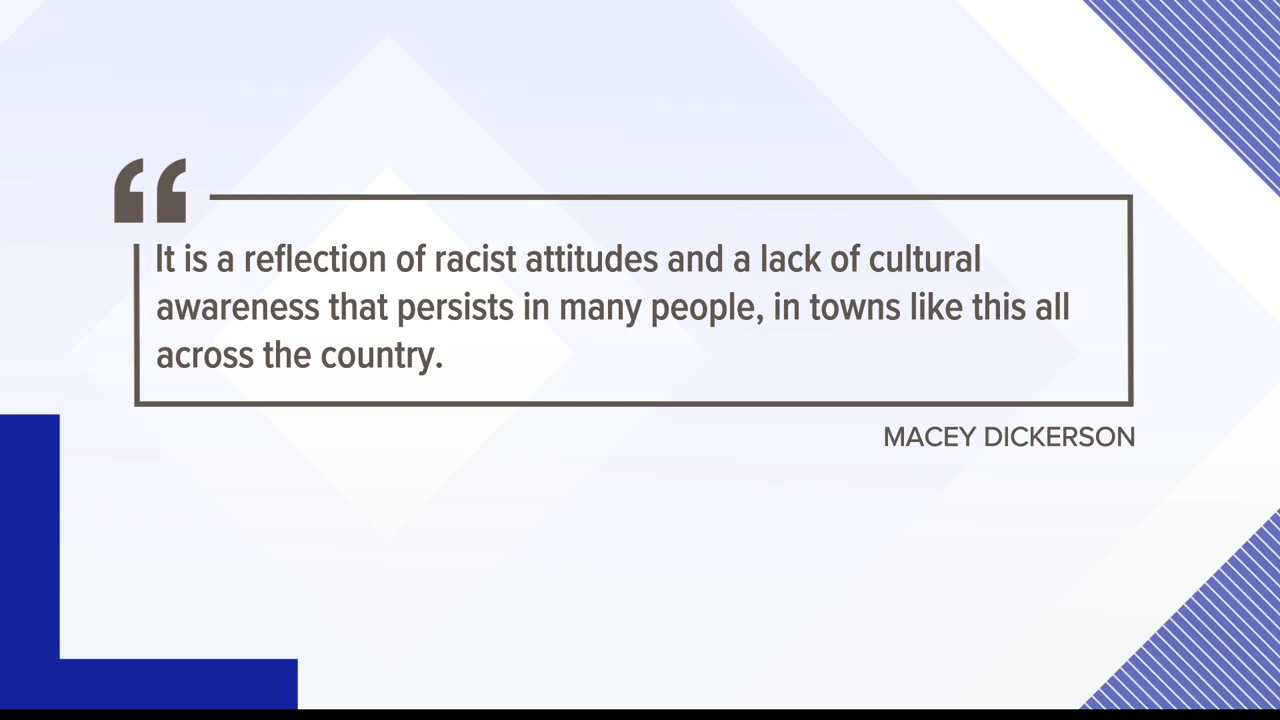 “
It is a reflection of racist attitudes and a lack of cultural
awareness that persists in many people, in towns like this all
across the country.
MACEY DICKERSON